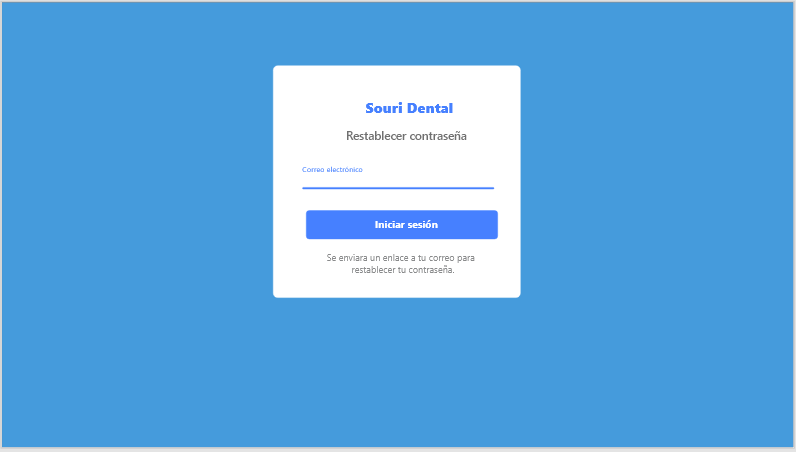 Souri Dental
Restablecer contraseña
Correo electrónico
Iniciar sesión
Se enviara un enlace a tu correo para
restablecer tu contraseña.